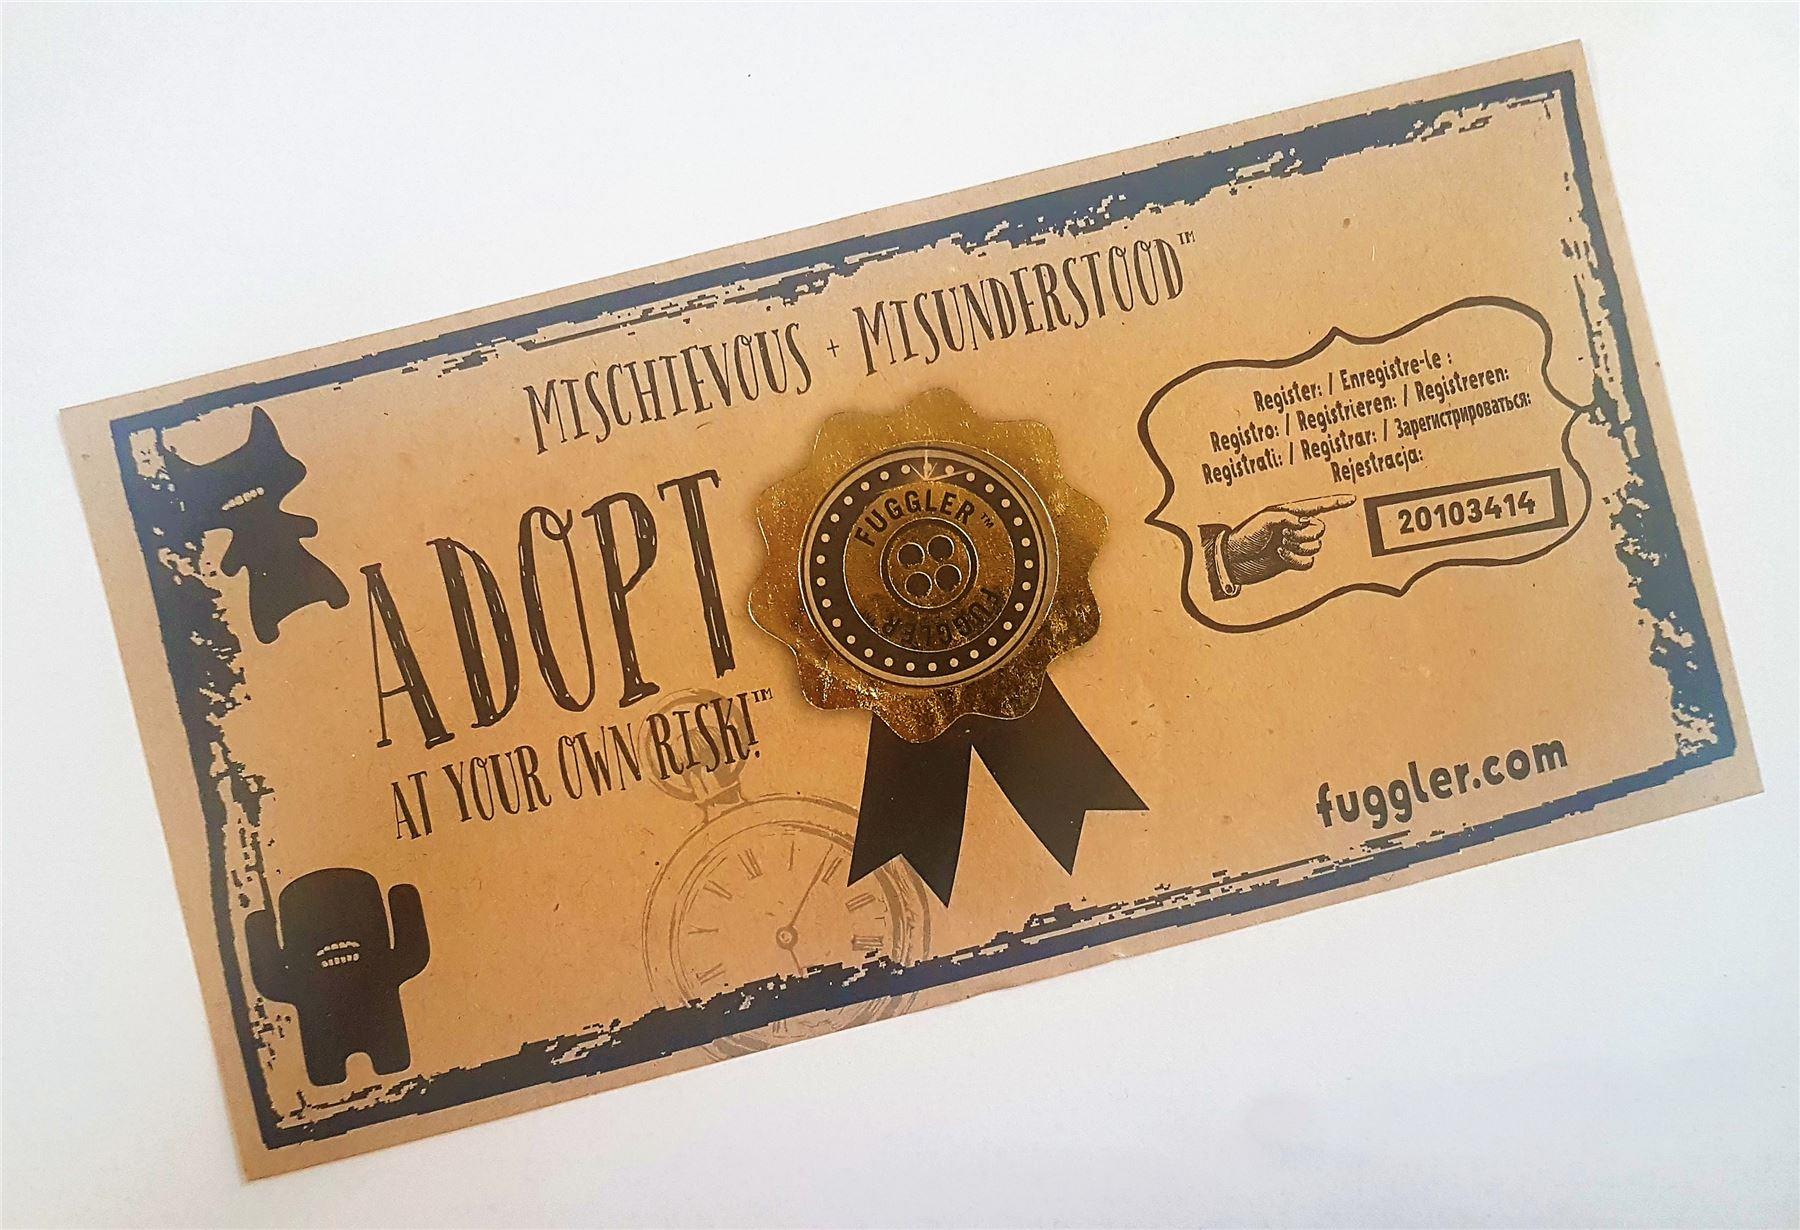 MISCHIEVOUS + MISUNDERSTOOD™
ADOPT
AT YOUR OWN RISK!™
FUGGLER™
FUGGLER™
Register: / Enregistre-le :
Registro: / Registrieren: / Registreren:
Registrati: / Registrar: / Зарегистрироваться:
Rejestracja:
20103414
fuggler.com